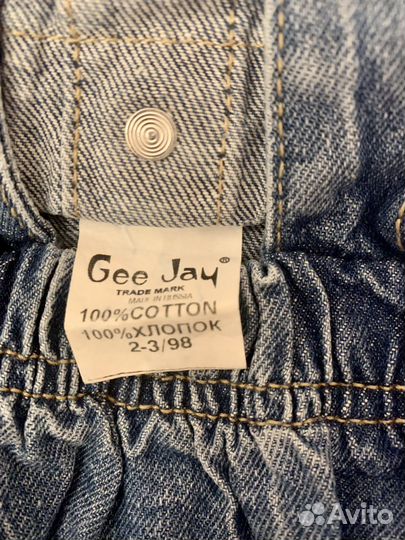 Gee Jay®
TRADE MARK
MADE IN RUSSIA
100%COTTON
100%ХЛОПОК
2-3/98
Avito